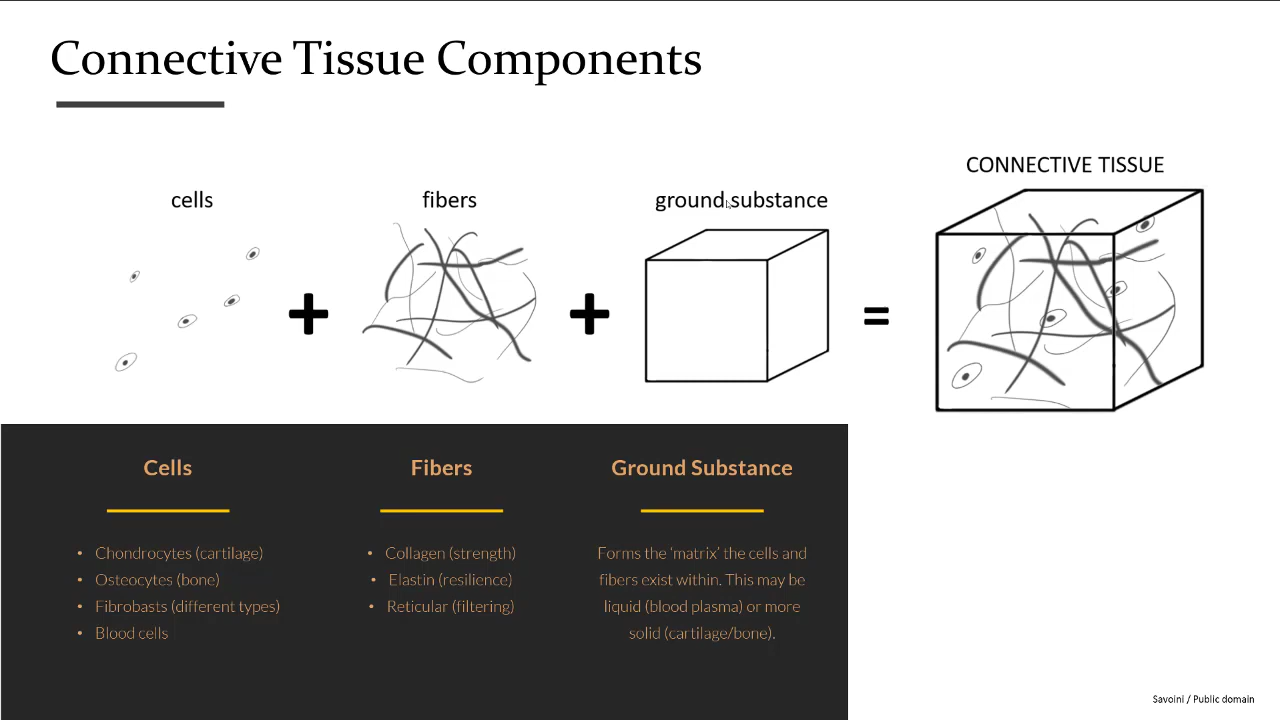 Connective Tissue Components
CONNECTIVE TISSUE
cells
fibers
ground substance
Cells
• Chondrocytes (cartilage)
• Osteocytes (bone)
• Fibrobasts (different types)
• Blood cells
Fibers
• Collagen (strength)
• Elastin (resilience)
• Reticular (filtering)
Ground Substance
Forms the 'matrix' the cells and
fibers exist within. This may be
liquid (blood plasma) or more
solid (cartilage/bone).
Savoini / Public domain